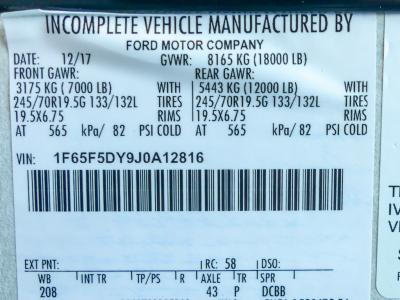 INCOMPLETE VEHICLE MANUFACTURED BY
FORD MOTOR COMPANY
DATE: 12/17 GVWR: 8165 KG (18000 LB)
FRONT GAWR: REAR GAWR:
3175 KG ( 7000 LB) WITH 5443 KG (12000 LB) WITH
245/70R19.5G 133/132L TIRES 245/70R19.5G 133/132L TIRES
19.5X6.75 RIMS 19.5X6.75 RIMS
AT 565 kPa/ 82 PSI COLD AT 565 kPa/ 82 PSI COLD
VIN: 1F65F5DY9J0A12816
EXT PNT: RC: 58 DSO:
WB INT TR TP/PS R AXLE TR SPR
208 43 P DCBB